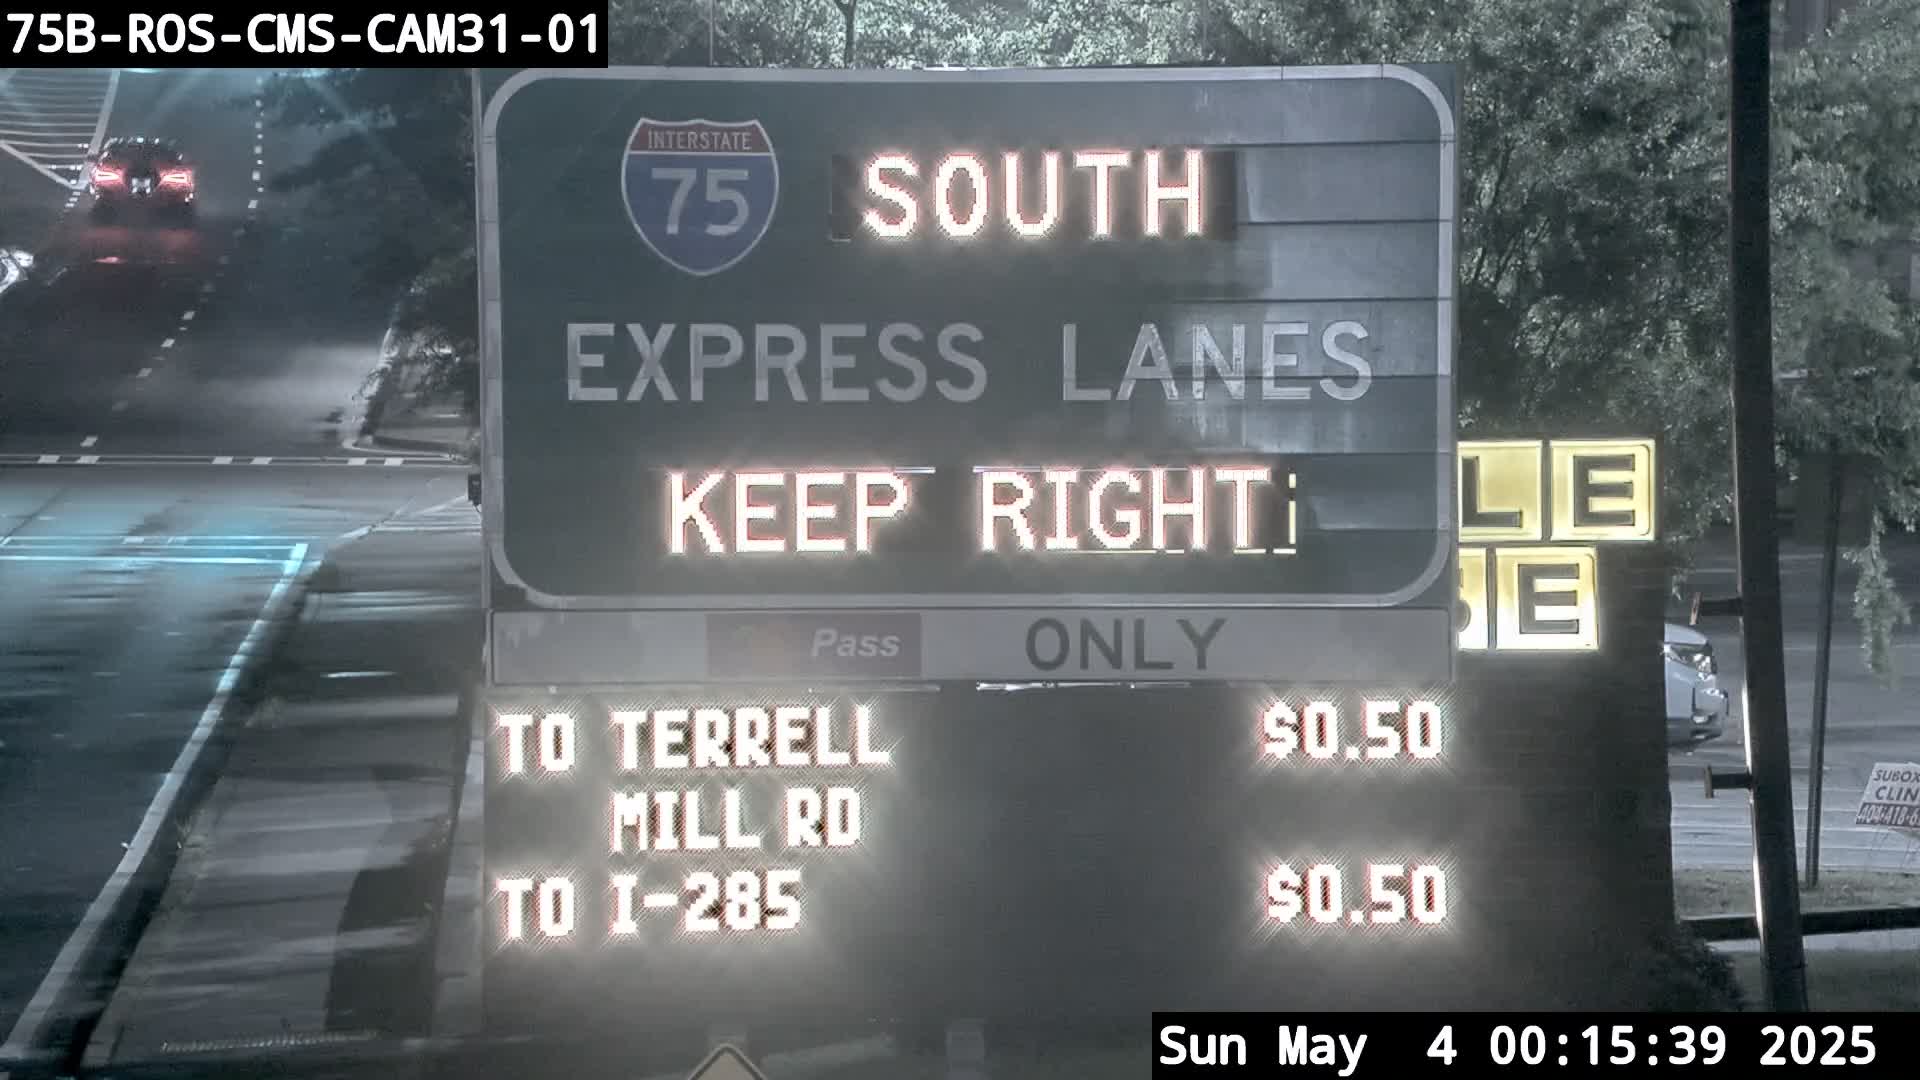 75B-ROS-CMS-CAM31-01
INTERSTATE
75
SOUTH
EXPRESS LANES
KEEP RIGHT
Pass ONLY
TO TERRELL $0.50
MILL RD
TO I-285 $0.50
LE
E
Sun May 4 00:15:39 2025